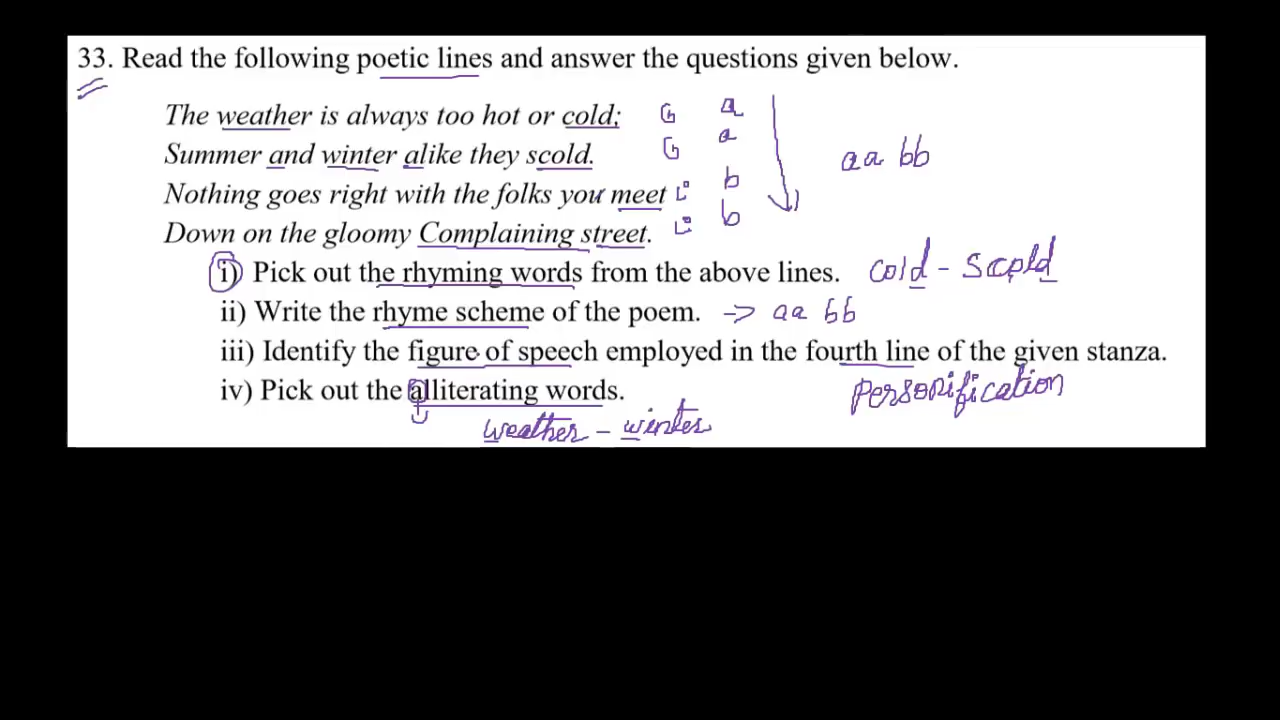 33. Read the following poetic lines and answer the questions given below.
The weather is always too hot or cold; a
Summer and winter alike they scold. a aa bb
Nothing goes right with the folks you meet b
Down on the gloomy Complaining street. b
i) Pick out the rhyming words from the above lines. cold - scold
ii) Write the rhyme scheme of the poem. -> aa bb
iii) Identify the figure of speech employed in the fourth line of the given stanza.
iv) Pick out the alliterating words. Personification
weather - winter